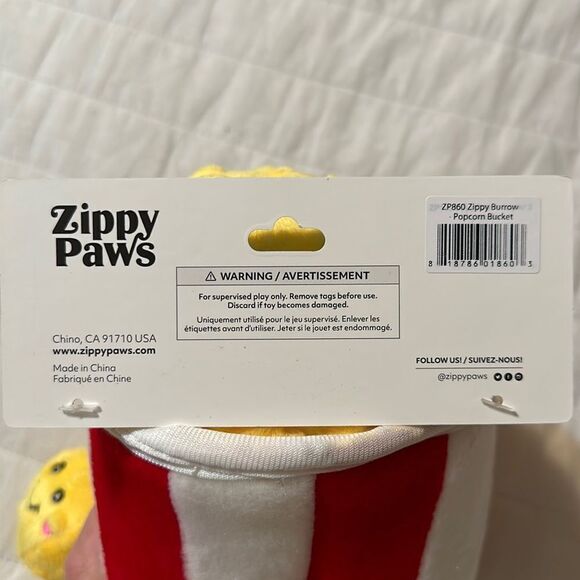 Zippy
Paws
ZP860 Zippy Burrow
- Popcorn Bucket
8 18786 01860 3
⚠ WARNING / AVERTISSEMENT
For supervised play only. Remove tags before use.
Discard if toy becomes damaged.
Uniquement utilisé pour le jeu supervisé. Enlever les
étiquettes avant d'utiliser. Jeter si le jouet est endommagé.
Chino, CA 91710 USA
www.zippypaws.com
Made in China
Fabriqué en Chine
FOLLOW US! / SUIVEZ-NOUS!
@zippypaws